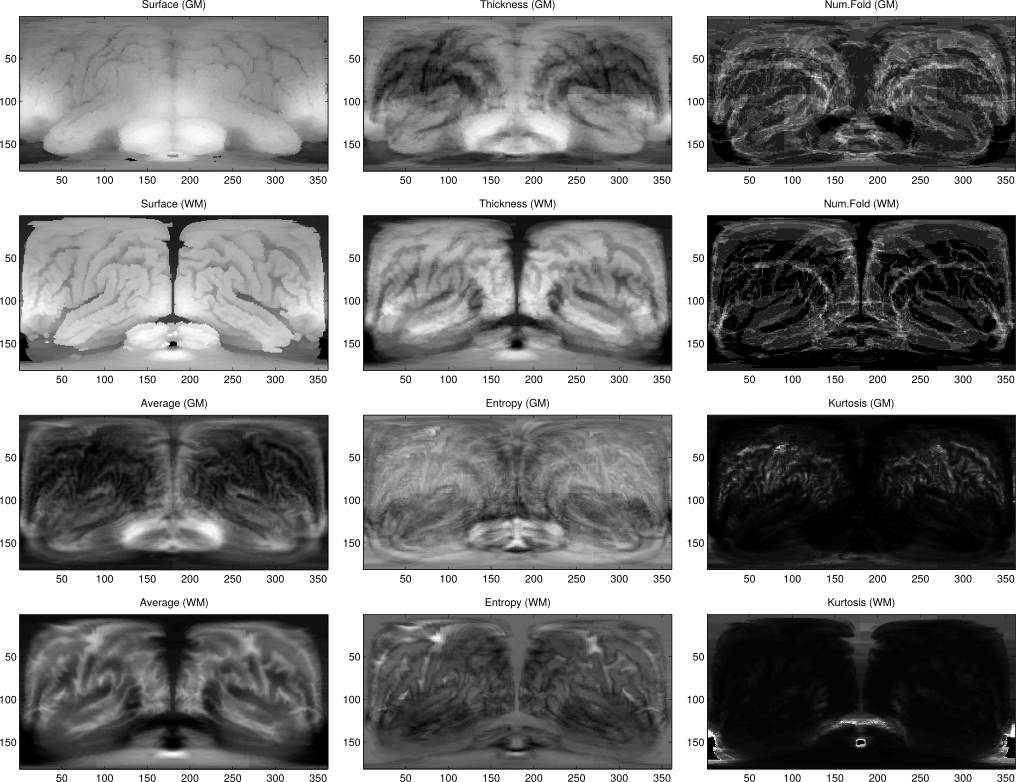 Surface (GM) Thickness (GM) Num.Fold (GM)
50 50 50
100 100 100
150 150 150
50 100 150 200 250 300 350 50 100 150 200 250 300 350 50 100 150 200 250 300 350
Surface (WM) Thickness (WM) Num.Fold (WM)
50 50 50
100 100 100
150 150 150
50 100 150 200 250 300 350 50 100 150 200 250 300 350 50 100 150 200 250 300 350
Average (GM) Entropy (GM) Kurtosis (GM)
50 50 50
100 100 100
150 150 150
50 100 150 200 250 300 350 50 100 150 200 250 300 350 50 100 150 200 250 300 350
Average (WM) Entropy (WM) Kurtosis (WM)
50 50 50
100 100 100
150 150 150
50 100 150 200 250 300 350 50 100 150 200 250 300 350 50 100 150 200 250 300 350